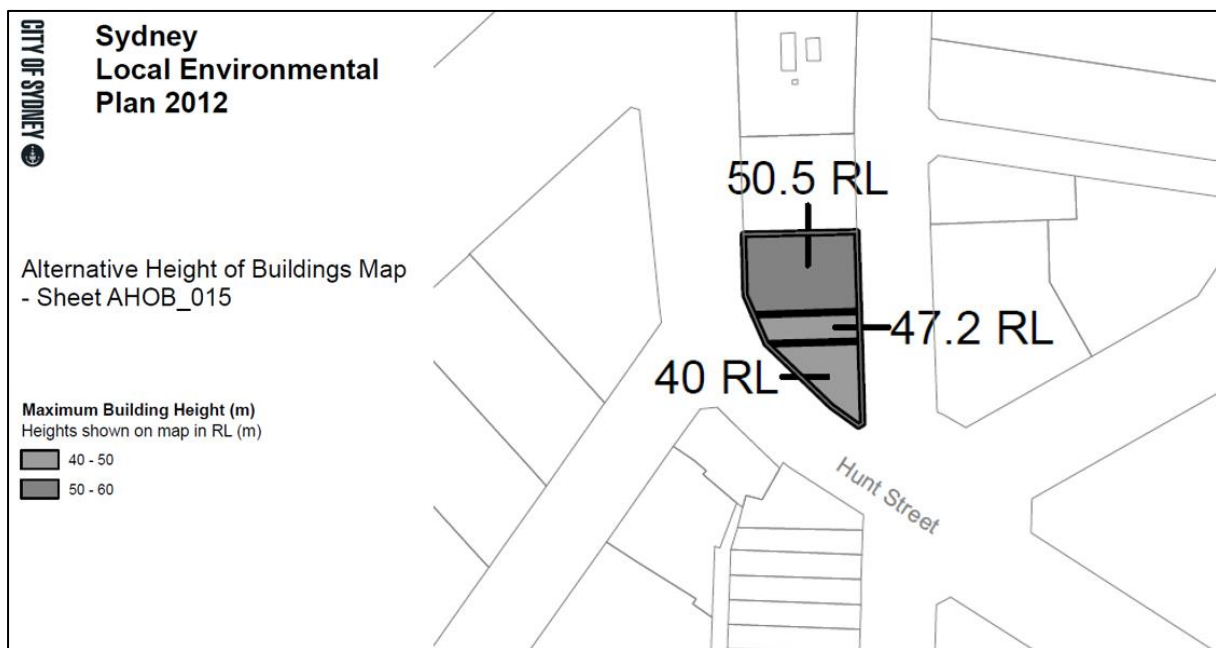 CITY OF SYDNEY
Sydney
Local Environmental
Plan 2012
Alternative Height of Buildings Map
- Sheet AHOB_015
Maximum Building Height (m)
Heights shown on map in RL (m)
40 - 50
50 - 60
50.5 RL
47.2 RL
40 RL
Hunt Street